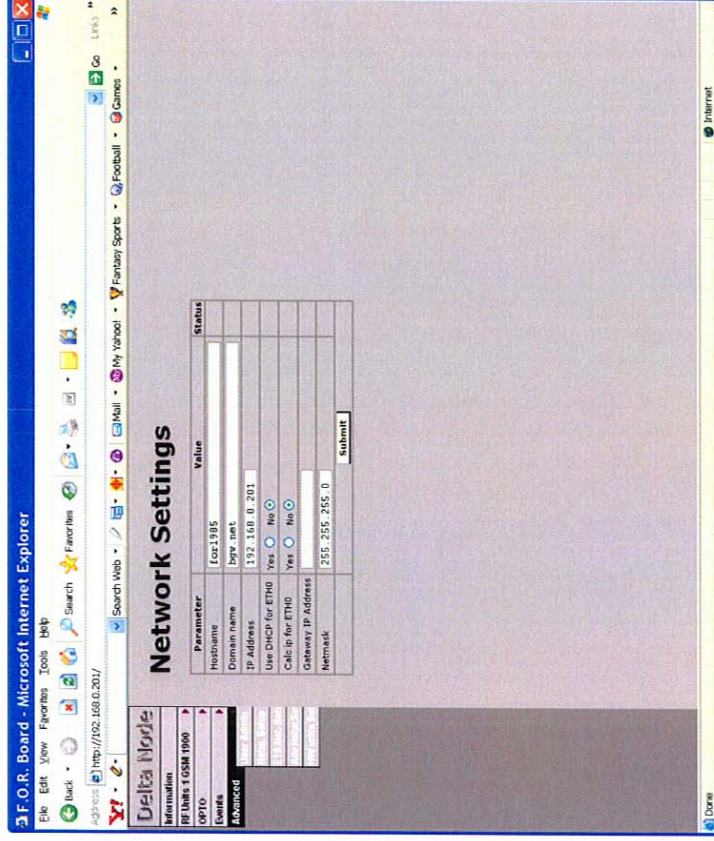 F.O.R. Board - Microsoft Internet Explorer
File Edit View Favorites Tools Help
Back Search Favorites
Address http://192.168.0.201/ Go Links »
Y! Search Web Mail My Yahoo! Fantasy Sports Football Games »
Delta Node
Information
RF Units 1 GSM 1900
OPTO
Events
Advanced
Network Settings
Parameter Value Status
Hostname for1985
Domain name bgv.net
IP Address 192.168.0.201
Use DHCP for ETH0 Yes No
Calc ip for ETH0 Yes No
Gateway IP Address
Netmask 255.255.255.0
Submit
Done Internet